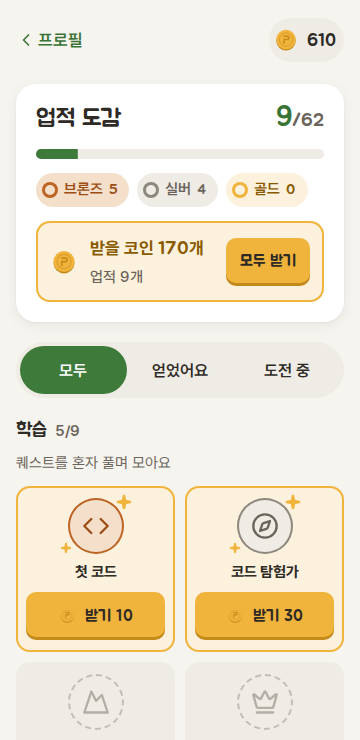 프로필
610
업적 도감
9/62
브론즈 5
실버 4
골드 0
받을 코인 170개
업적 9개
모두 받기
모두
얻었어요
도전 중
학습 5/9
퀘스트를 혼자 풀며 모아요
첫 코드
코드 탐험가
받기 10
받기 30